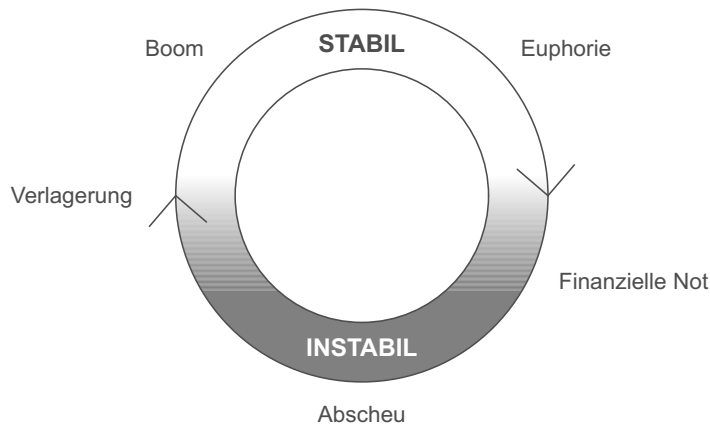 STABIL
Boom
Euphorie
Verlagerung
Finanzielle Not
INSTABIL
Abscheu